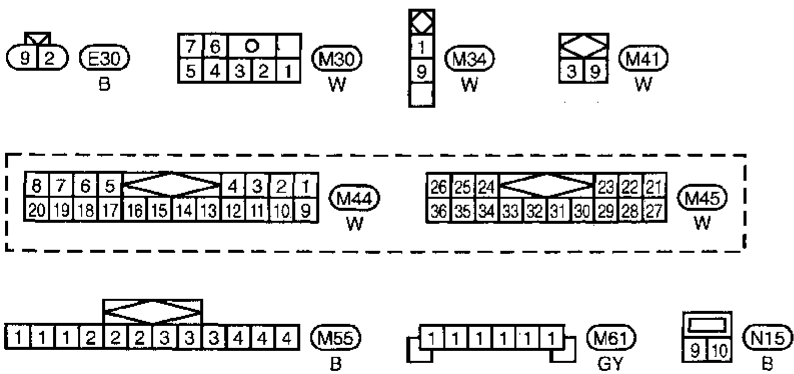 9 2 E30
B
7 6
5 4 3 2 1 M30
W
1
9 M34
W
3 9 M41
W
8 7 6 5 4 3 2 1
20 19 18 17 16 15 14 13 12 11 10 9 M44
W
26 25 24 23 22 21
36 35 34 33 32 31 30 29 28 27 M45
W
1 1 1 2 2 2 3 3 3 4 4 4 M55
B
1 1 1 1 1 1 M61
GY
9 10 N15
B